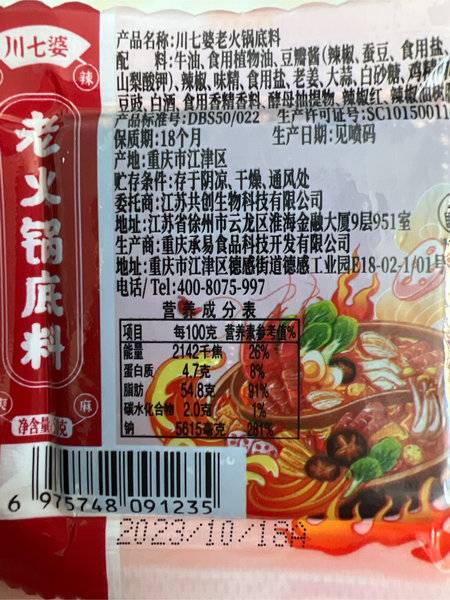 川七婆
辣
老火锅底料
爽
麻
净含量
产品名称:川七婆老火锅底料
配 料:牛油、食用植物油、豆瓣酱(辣椒、蚕豆、食用盐、
山梨酸钾)、辣椒、味精、食用盐、老姜、大蒜、白砂糖、鸡精
豆豉、白酒、食用香精香料、酵母抽提物、辣椒红、辣椒油树脂
产品标准号:DBS50/022 生产许可证号:SC10150011
保质期:18个月 生产日期:见喷码
产地:重庆市江津区
贮存条件:存于阴凉、干燥、通风处
委托商:江苏共创生物科技有限公司
地址:江苏省徐州市云龙区淮海金融大厦9层951室
生产商:重庆承易食品科技开发有限公司
地址:重庆市江津区德感街道德感工业园E18-02-1/01号
电话/ Tel:400-8075-997
营养成分表
项目 每100克 营养素参考值%
能量 2142千焦 26%
蛋白质 4.7克 8%
脂肪 54.8克 91%
碳水化合物 2.0克 1%
钠 5615毫克 281%
6 975748 091235
2023/10/16A